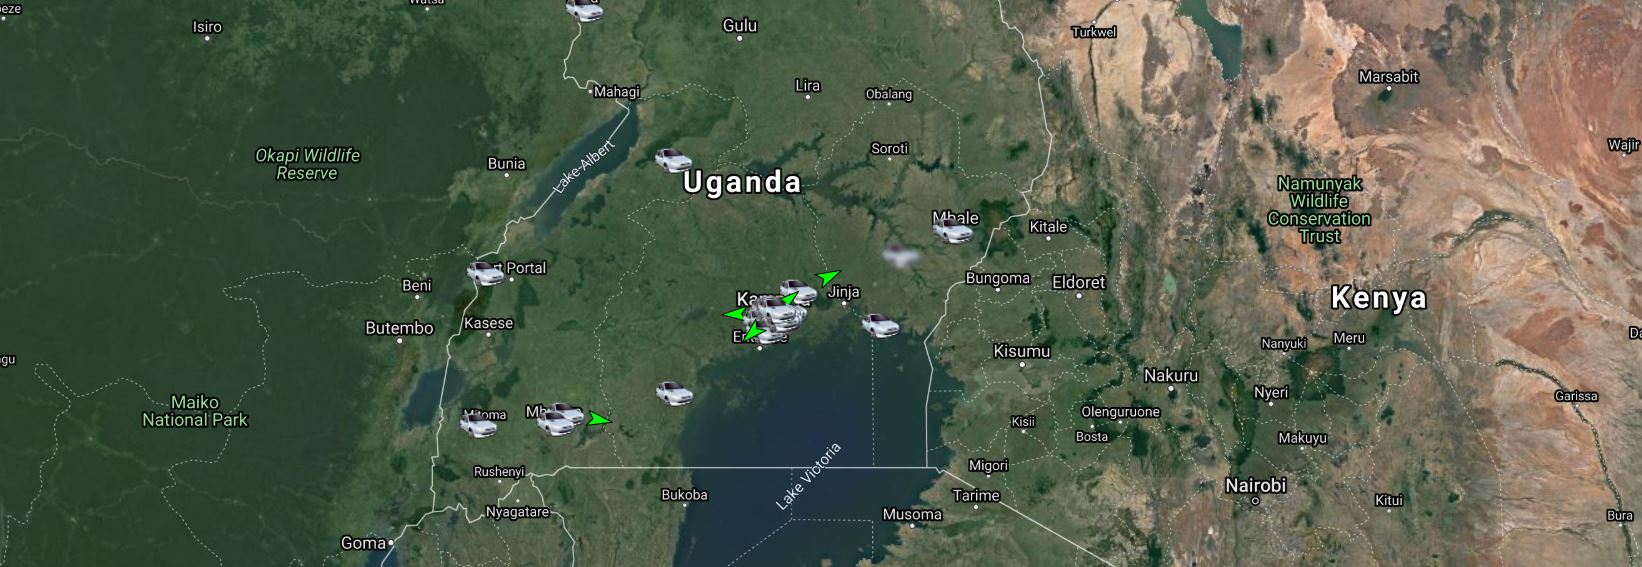 Isiro
Gulu
Turkwel
Marsabit
Mahagi
Lira
Obalang
Okapi Wildlife
Reserve
Bunia
Lake Albert
Soroti
Wajir
Uganda
Namunyak
Wildlife
Conservation
Trust
Mbale
Kitale
Portal
Beni
Bungoma
Eldoret
Jinja
Kenya
Butembo
Kasese
Kisumu
Nanyuki
Meru
Nakuru
Nyeri
Garissa
Maiko
National Park
Olenguruone
Kisii
Bosta
Makuyu
Rushenyi
Lake Victoria
Migori
Bukoba
Tarime
Nairobi
Kitui
Nyagatare
Musoma
Bura
Goma